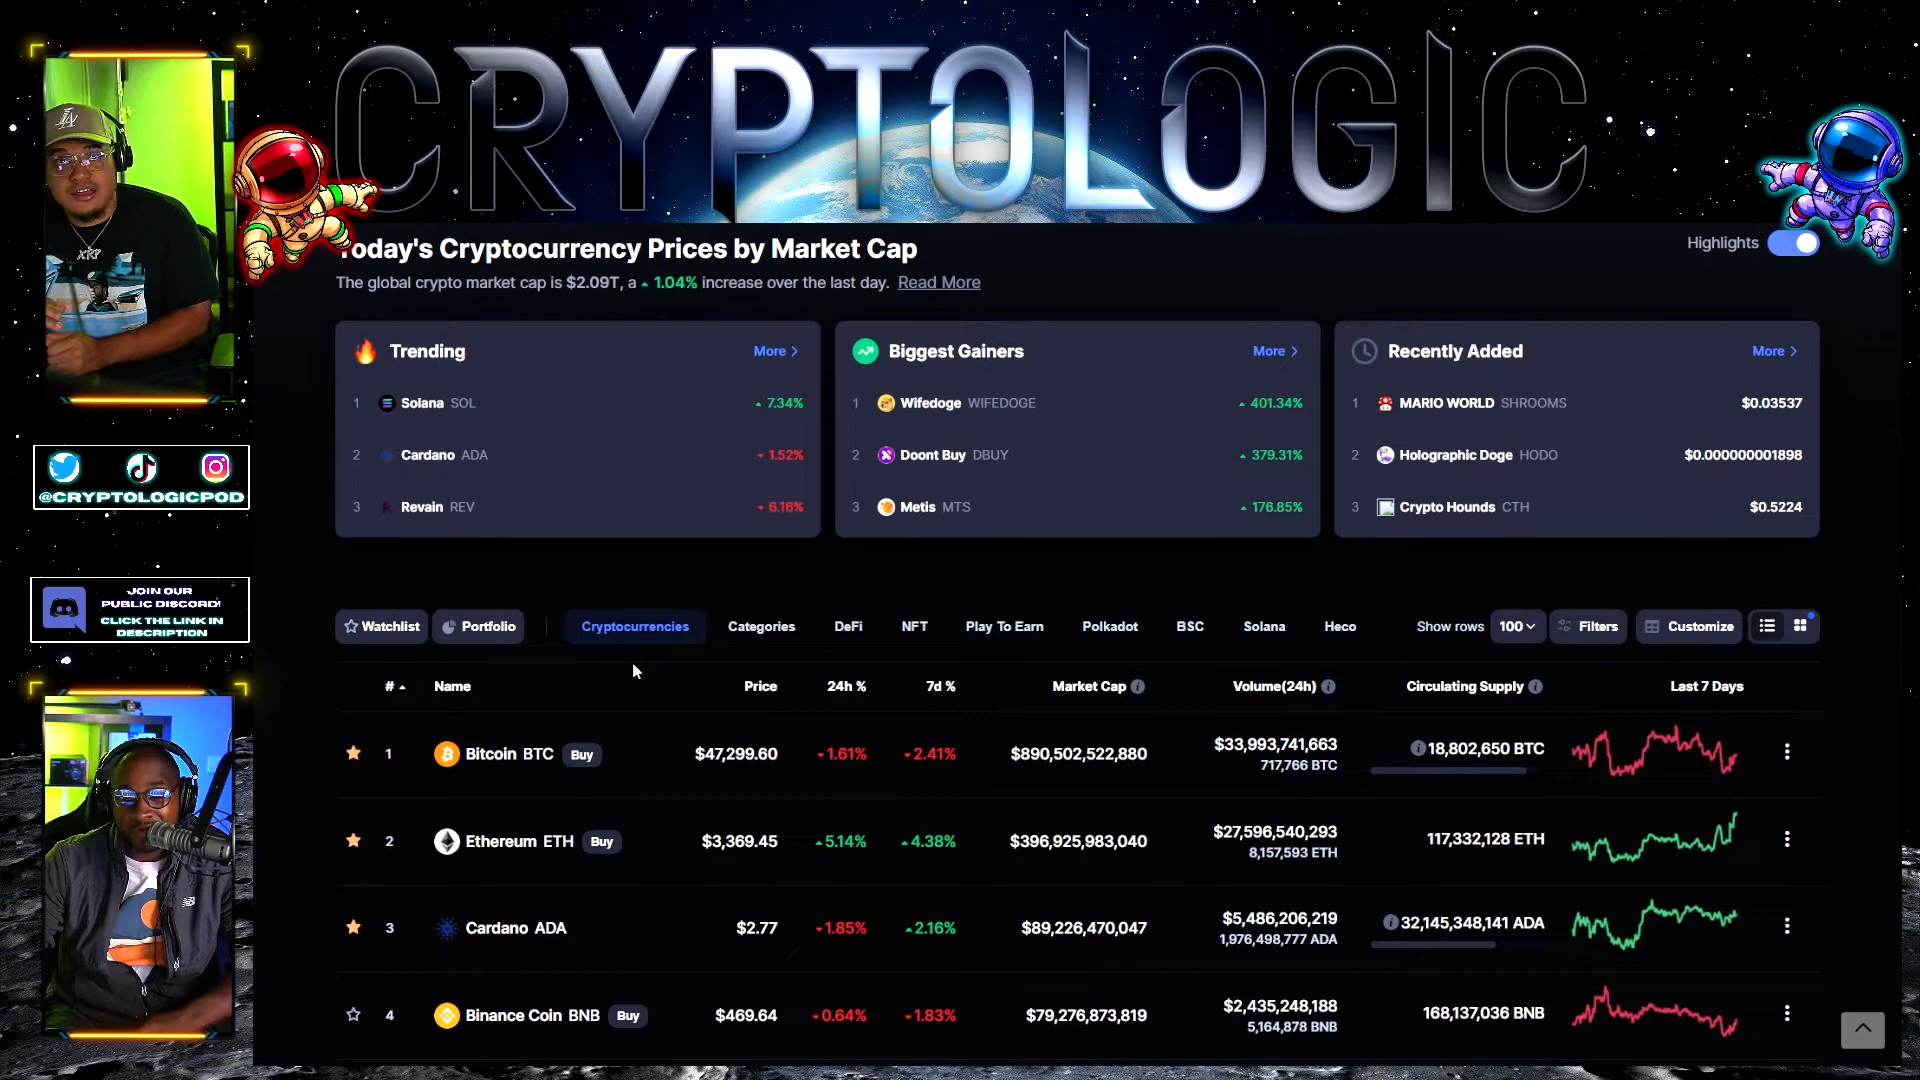 CRYPTOLOGIC
Today's Cryptocurrency Prices by Market Cap
Highlights
The global crypto market cap is $2.09T, a 1.04% increase over the last day. Read More
Trending
More
1 Solana SOL 7.34%
2 Cardano ADA 1.52%
3 Revain REV 6.16%
Biggest Gainers
More
1 Wifedoge WIFEDOGE 401.34%
2 Doont Buy DBUY 379.31%
3 Metis MTS 176.85%
Recently Added
More
1 MARIO WORLD SHROOMS $0.03537
2 Holographic Doge HODO $0.000000001898
3 Crypto Hounds CTH $0.5224
LA
XRP
@CRYPTOLOGICPOD
JOIN OUR
PUBLIC DISCORD!
CLICK THE LINK IN
DESCRIPTION
Watchlist Portfolio Cryptocurrencies Categories DeFi NFT Play To Earn Polkadot BSC Solana Heco Show rows 100 Filters Customize
# Name Price 24h % 7d % Market Cap Volume(24h) Circulating Supply Last 7 Days
1 Bitcoin BTC Buy $47,299.60 1.61% 2.41% $890,502,522,880 $33,993,741,663 18,802,650 BTC
717,766 BTC
2 Ethereum ETH Buy $3,369.45 5.14% 4.38% $396,925,983,040 $27,596,540,293 117,332,128 ETH
8,157,593 ETH
3 Cardano ADA $2.77 1.85% 2.16% $89,226,470,047 $5,486,206,219 32,145,348,141 ADA
1,976,498,777 ADA
4 Binance Coin BNB Buy $469.64 0.64% 1.83% $79,276,873,819 $2,435,248,188 168,137,036 BNB
5,164,878 BNB